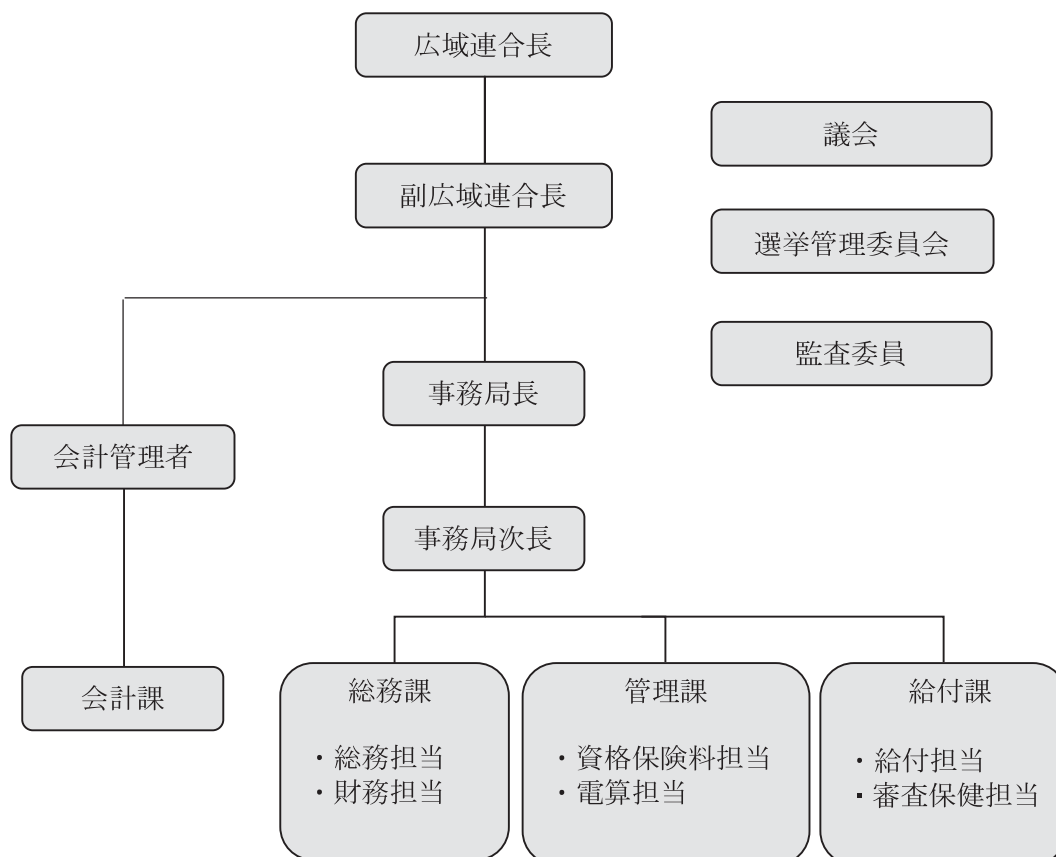 広域連合長
議会
副広域連合長
選挙管理委員会
監査委員
事務局長
会計管理者
事務局次長
会計課
総務課
・総務担当
・財務担当
管理課
・資格保険料担当
・電算担当
給付課
・給付担当
・審査保健担当